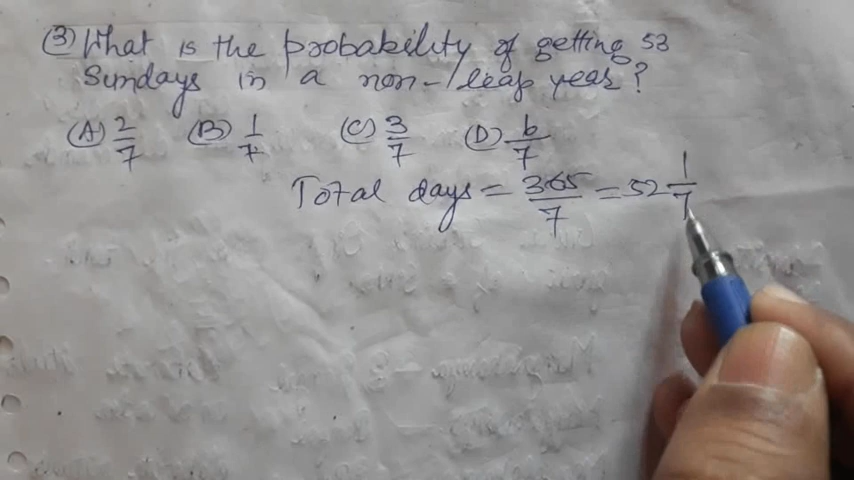 (3) What is the probability of getting 53
Sundays in a non-leap year?
(A) 2/7 (B) 1/7 (C) 3/7 (D) 6/7
Total days = 365/7 = 52 1/7